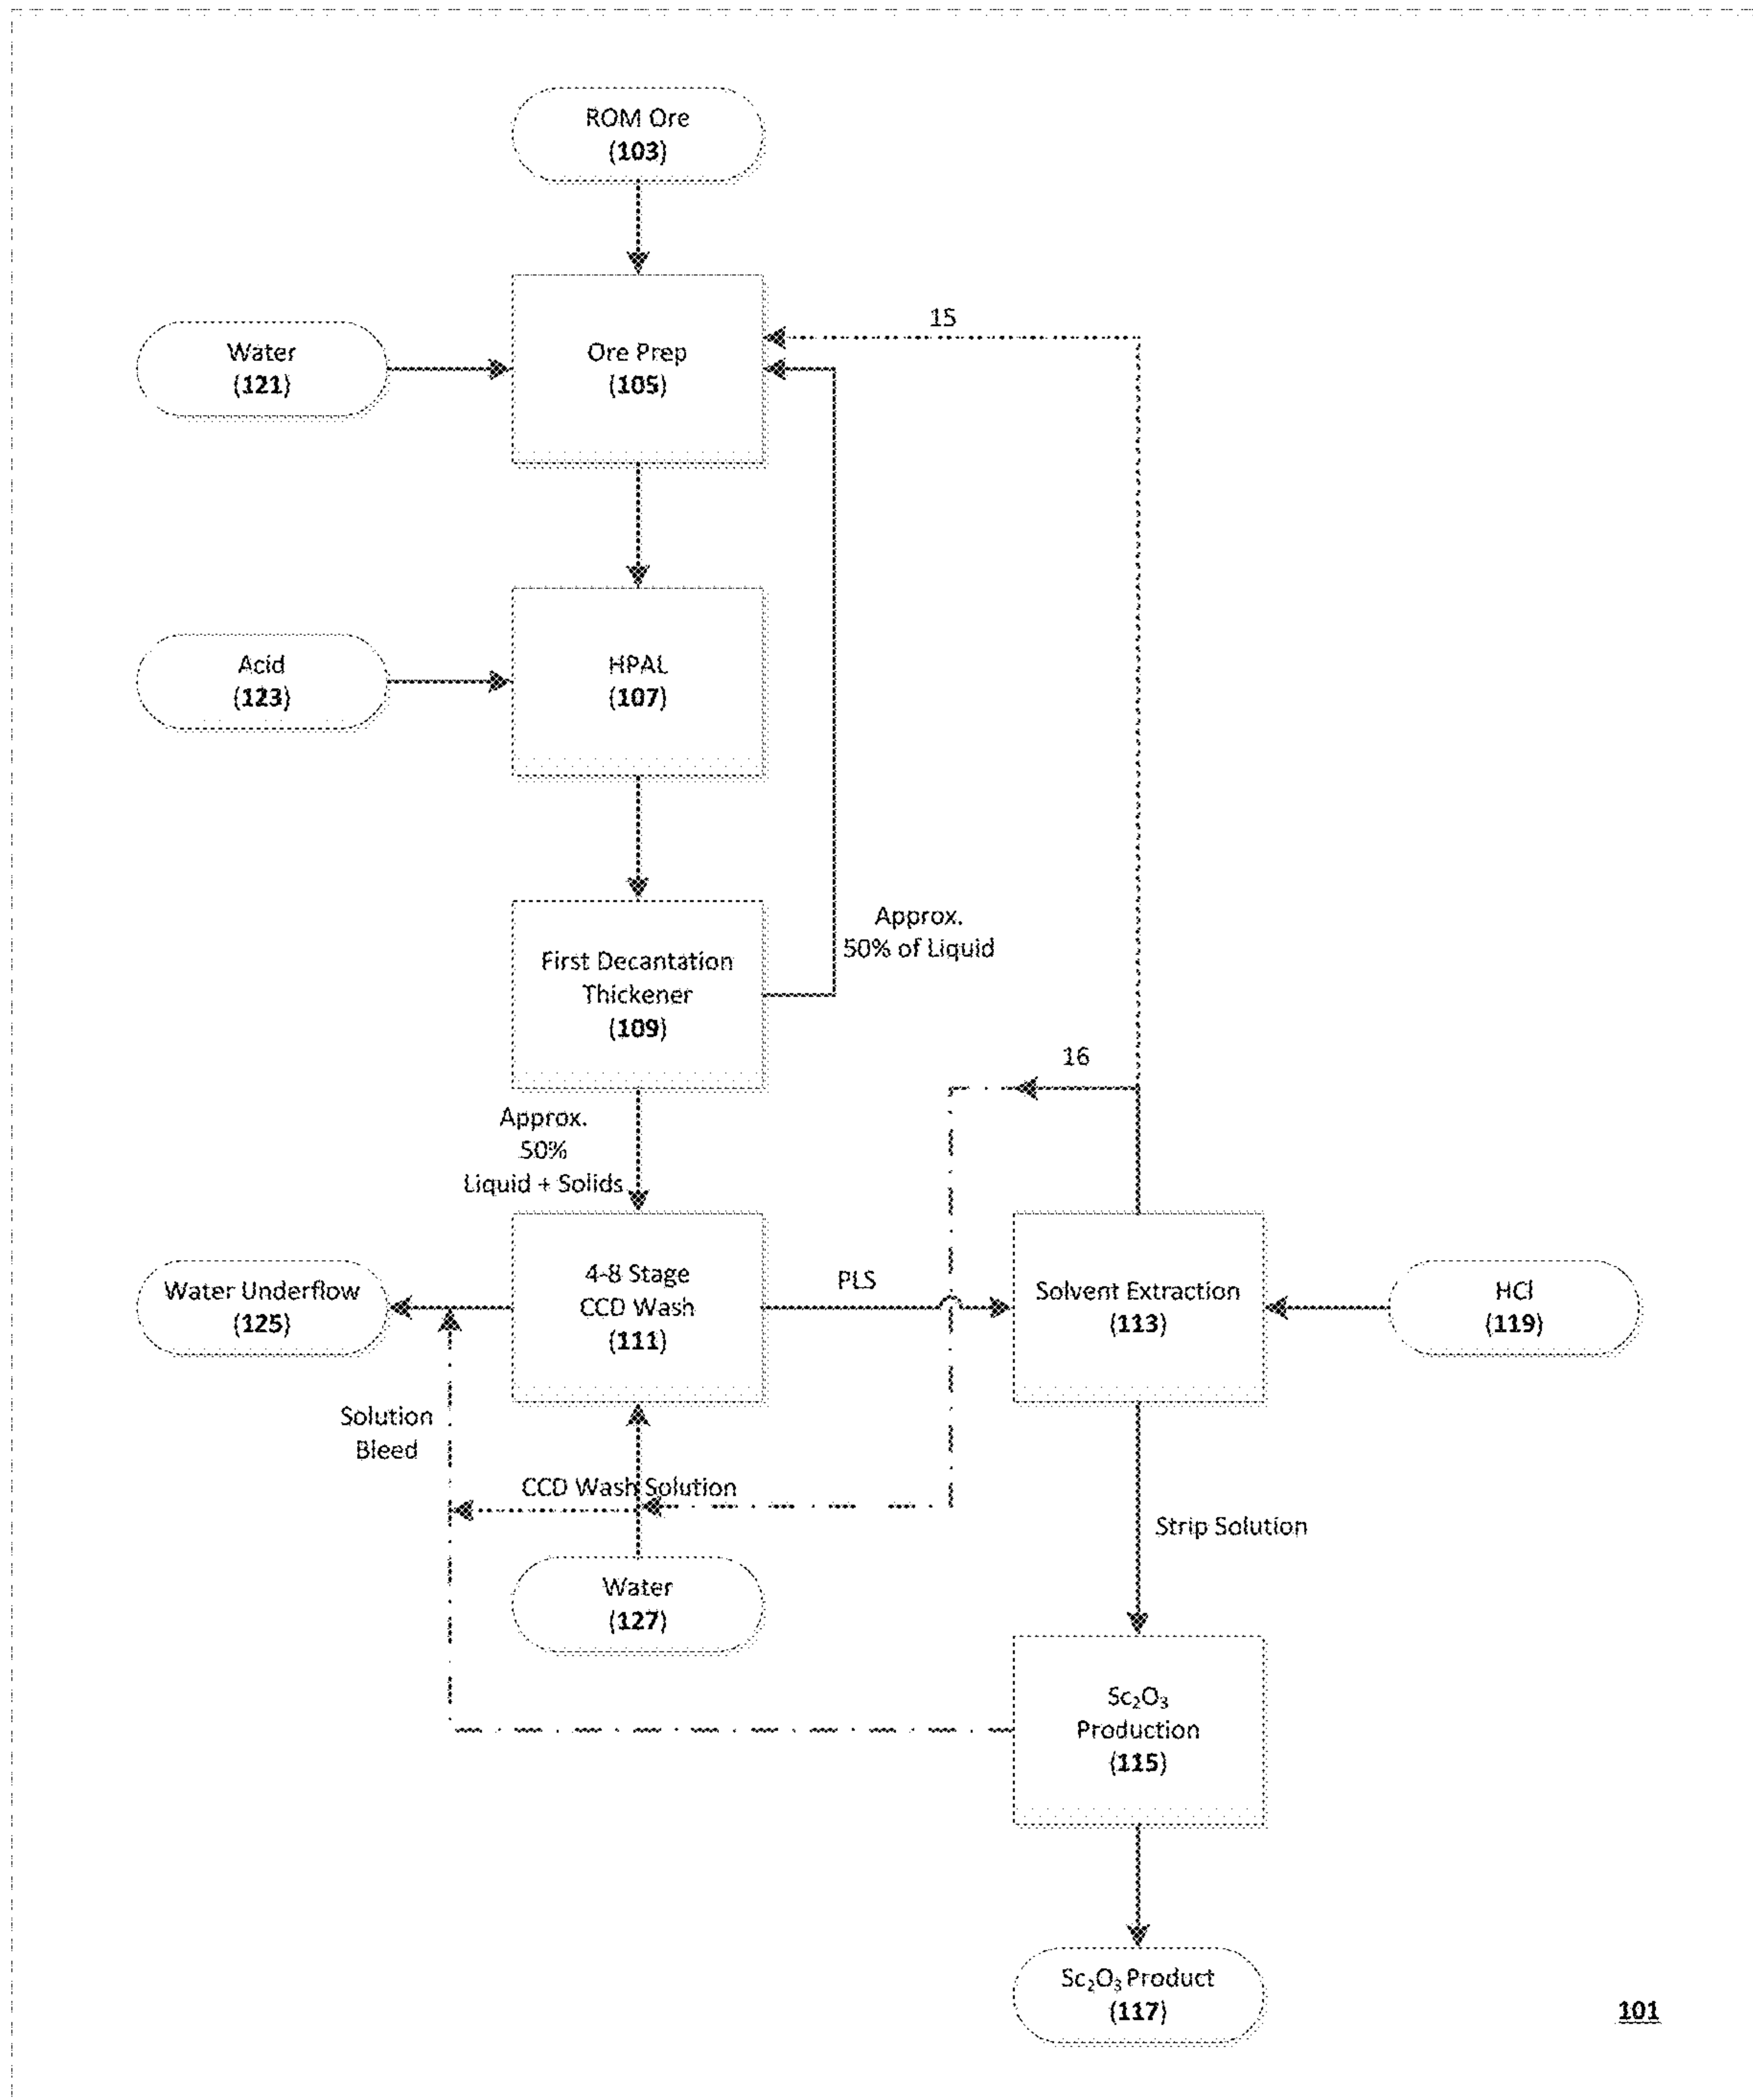 ROM Ore
(103)
15
Water
(121)
Ore Prep
(105)
Acid
(123)
HPAL
(107)
Approx.
50% of Liquid
First Decantation
Thickener
(109)
16
Approx.
50%
Liquid + Solids
Water Underflow
(125)
4-8 Stage
CCD Wash
(111)
PLS
Solvent Extraction
(113)
HCl
(119)
Solution
Bleed
CCD Wash Solution
Strip Solution
Water
(127)
Sc₂O₃
Production
(115)
Sc₂O₃ Product
(117)
101